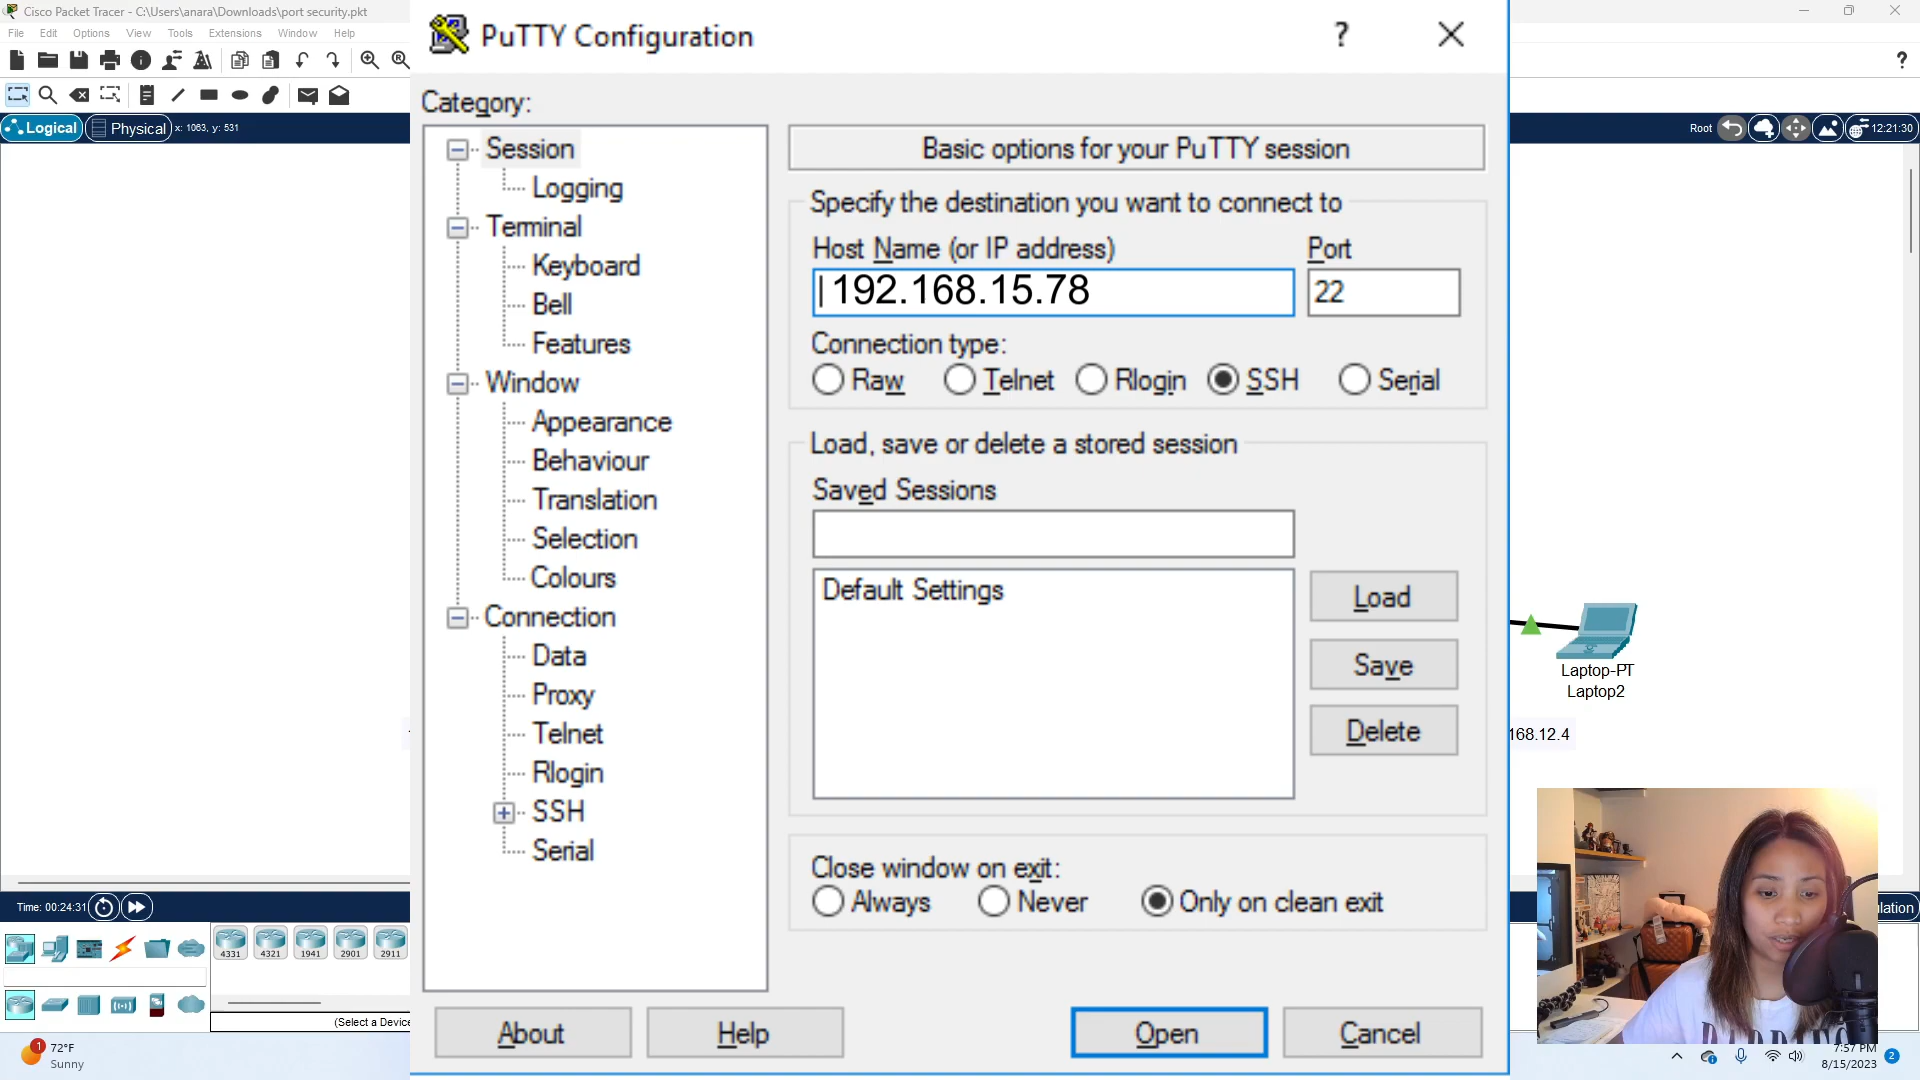 Cisco Packet Tracer - C:\Users\anara\Downloads\port security.pkt
File Edit Options View Tools Extensions Window Help
Logical Physical x: 1063, y: 531
Root 12:21:30
PuTTY Configuration ? ×
Category:
Session
Logging
Terminal
Keyboard
Bell
Features
Window
Appearance
Behaviour
Translation
Selection
Colours
Connection
Data
Proxy
Telnet
Rlogin
SSH
Serial
Basic options for your PuTTY session
Specify the destination you want to connect to
Host Name (or IP address) Port
192.168.15.78 22
Connection type:
Raw Telnet Rlogin SSH Serial
Load, save or delete a stored session
Saved Sessions
Default Settings
Load
Save
Delete
Close window on exit:
Always Never Only on clean exit
About Help Open Cancel
Laptop-PT
Laptop2
168.12.4
Time: 00:24:31
lation
4331 4321 1941 2901 2911
(Select a Device
1
72°F
Sunny
7:57 PM
8/15/2023
2